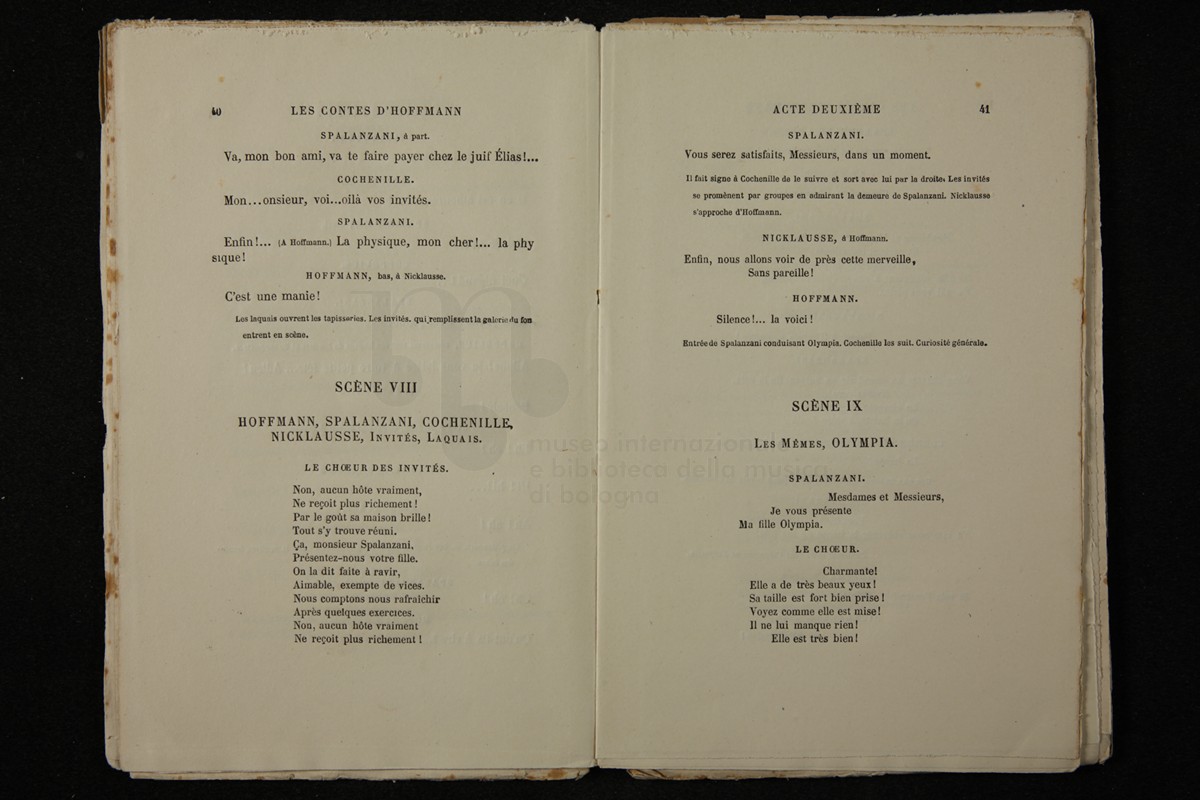 40 LES CONTES D'HOFFMANN
SPALANZANI, à part.
Va, mon bon ami, va te faire payer chez le juif Élias!...
COCHENILLE.
Mon...onsieur, voi...oilà vos invités.
SPALANZANI.
Enfin!... (A Hoffmann.) La physique, mon cher!... la phy
sique!
HOFFMANN, bas, à Nicklausse.
C'est une manie!
Les laquais ouvrent les tapisseries. Les invités. qui remplissent la galerie du fon
entrent en scène.
SCÈNE VIII
HOFFMANN, SPALANZANI, COCHENILLE,
NICKLAUSSE, INVITÉS, LAQUAIS.
LE CHŒUR DES INVITÉS.
Non, aucun hôte vraiment,
Ne reçoit plus richement!
Par le goût sa maison brille!
Tout s'y trouve réuni.
Ça, monsieur Spalanzani,
Présentez-nous votre fille.
On la dit faite à ravir,
Aimable, exempte de vices.
Nous comptons nous rafraîchir
Après quelques exercices.
Non, aucun hôte vraiment
Ne reçoit plus richement!
ACTE DEUXIÈME 41
SPALANZANI.
Vous serez satisfaits, Messieurs, dans un moment.
Il fait signe à Cochenille de le suivre et sort avec lui par la droite. Les invités
se promènent par groupes en admirant la demeure de Spalanzani. Nicklausse
s'approche d'Hoffmann.
NICKLAUSSE, à Hoffmann.
Enfin, nous allons voir de près cette merveille,
Sans pareille!
HOFFMANN.
Silence!... la voici!
Entrée de Spalanzani conduisant Olympia. Cochenille les suit. Curiosité générale.
SCÈNE IX
LES MÊMES, OLYMPIA.
SPALANZANI.
Mesdames et Messieurs,
Je vous présente
Ma fille Olympia.
LE CHŒUR.
Charmante!
Elle a de très beaux yeux!
Sa taille est fort bien prise!
Voyez comme elle est mise!
Il ne lui manque rien!
Elle est très bien!
museo internazionale
e biblioteca della musica
di bologna